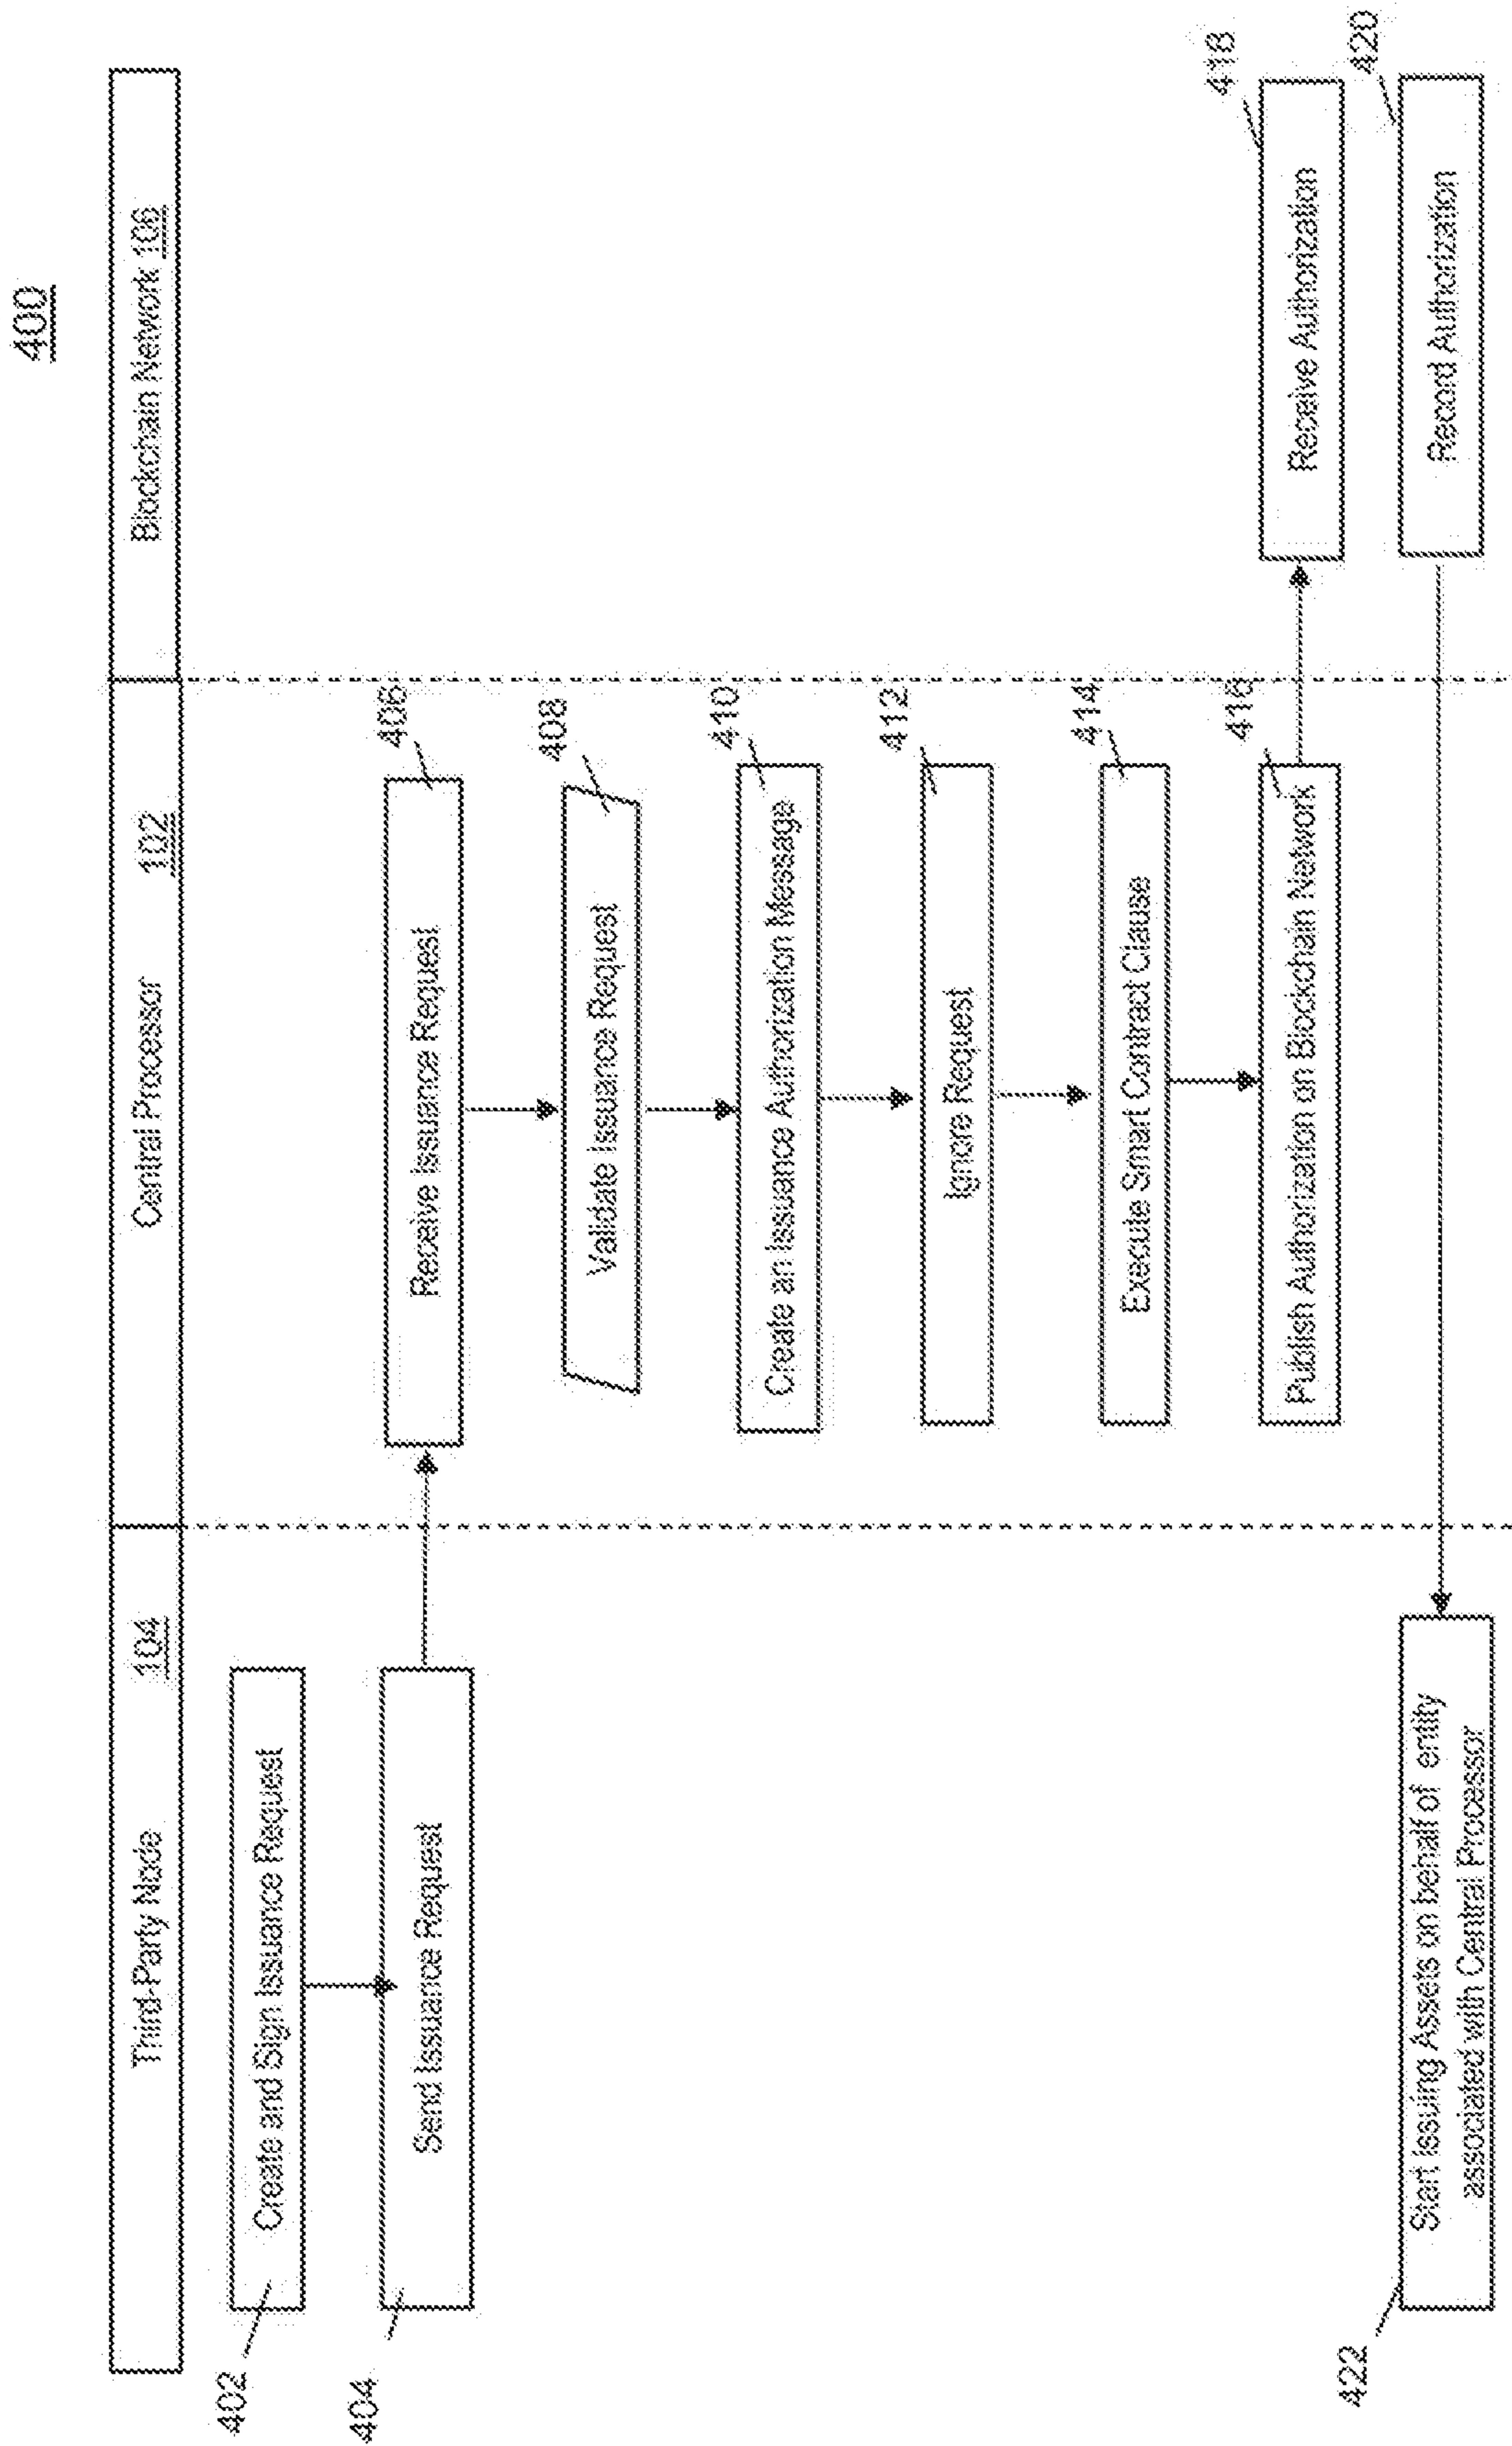 400
Third-Party Node 104
Central Processor 102
Blockchain Network 106
402
Create and Sign Issuance Request
404
Send Issuance Request
Receive Issuance Request
406
Validate Issuance Request
408
Create an Issuance Authorization Message
410
Ignore Request
412
Execute Smart Contract Clause
414
Publish Authorization on Blockchain Network
416
Receive Authorization
418
Record Authorization
420
422
Start Issuing Assets on behalf of entity
associated with Central Processor